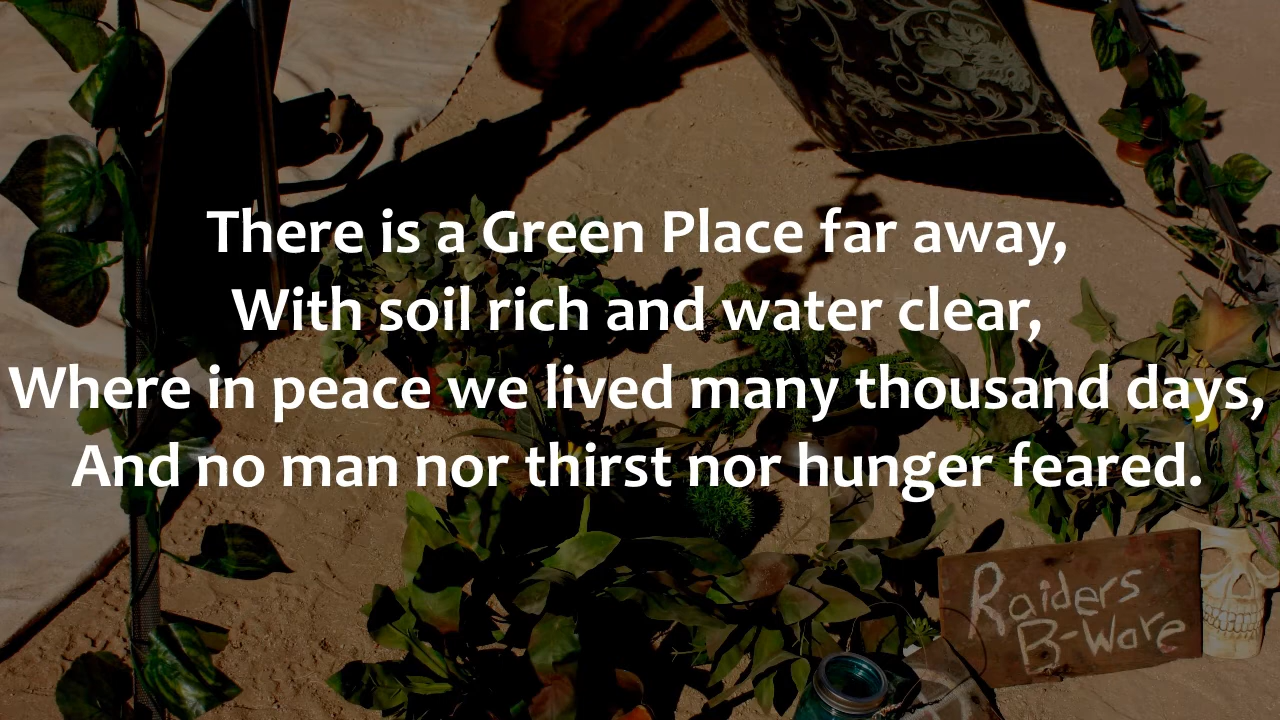 There is a Green Place far away,
With soil rich and water clear,
Where in peace we lived many thousand days,
And no man nor thirst nor hunger feared.
Raiders
B-Ware